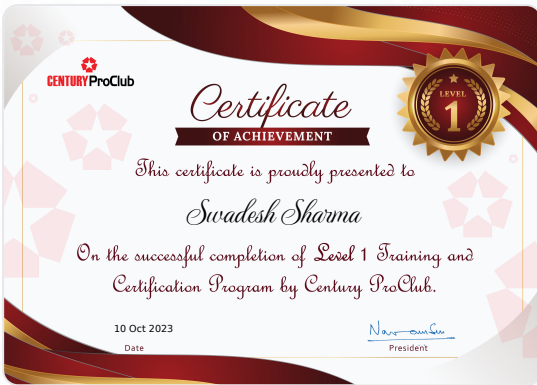 CENTURY ProClub
LEVEL
1
Certificate
OF ACHIEVEMENT
This certificate is proudly presented to
Swadesh Sharma
On the successful completion of Level 1 Training and
Certification Program by Century ProClub.
10 Oct 2023
Date
President